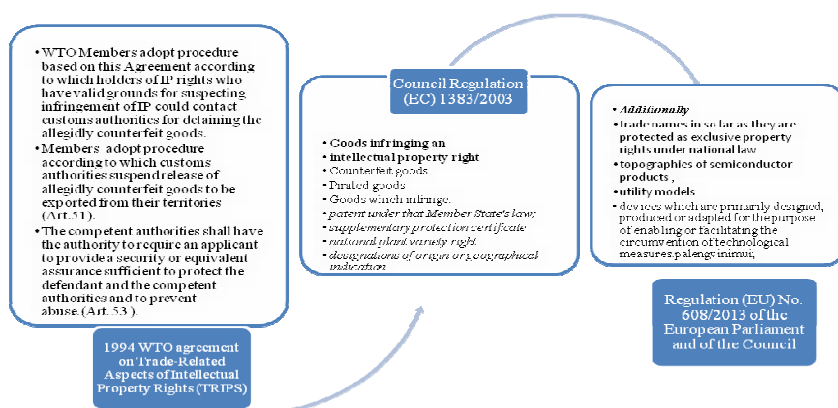 • WTO Members adopt procedure
based on this Agreement according
to which holders of IP rights who
have valid grounds for suspecting
infringement of IP could contact
customs authorities for detaining the
allegidly counterfeit goods.
• Members adopt procedure
according to which customs
authorities suspend release of
allegidly counterfeit goods to be
exported from their territories
(Art.51).
• The competent authorities shall have
the authority to require an applicant
to provide a security or equivalent
assurance sufficient to protect the
defendant and the competent
authorities and to prevent
abuse.(Art. 53 ).
1994 WTO agreement
on Trade-Related
Aspects of Intellectual
Property Rights (TRIPS)
Council Regulation
(EC) 1383/2003
• Goods infringing an
• intellectual property right
• Counterfeit goods
• Pirated goods
• Goods which infringe:
• patent under that Member State's law;
• supplementary protection certificate
• national plant variety right
• designations of origin or geographical
indication
• Additionally
• trade names in so far as they are
protected as exclusive property
rights under national law
• topographies of semiconductor
products ,
• utility models
• devices which are primarily designed,
produced or adapted for the purpose
of enabling or facilitating the
circumvention of technological
measures.palengvinimui;
Regulation (EU) No.
608/2013 of the
European Parliament
and of the Council